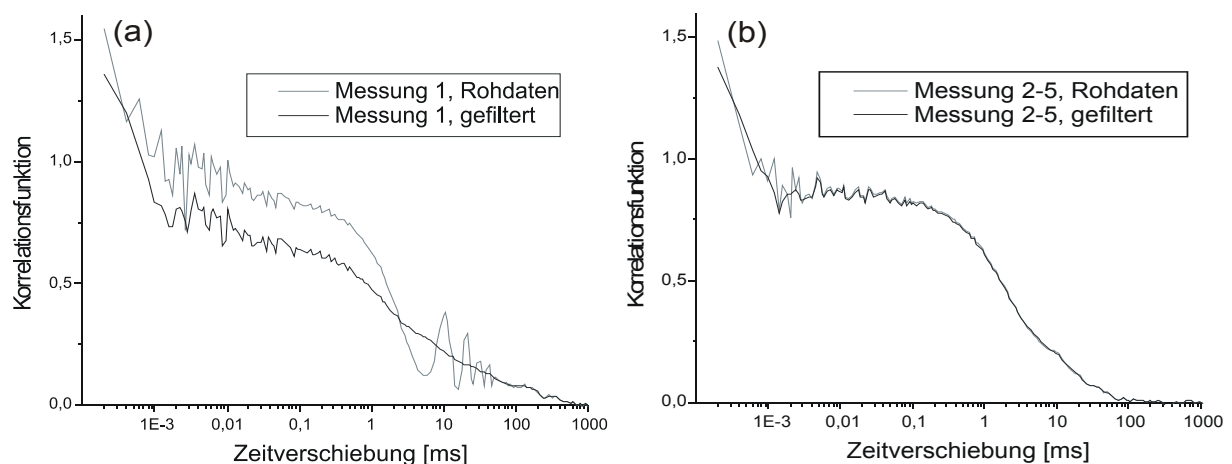 (a)
1,5
1,0
0,5
0,0
Korrelationsfunktion
Messung 1, Rohdaten
Messung 1, gefiltert
1E-3
0,01
0,1
1
10
100
1000
Zeitverschiebung [ms]
(b)
1,5
1,0
0,5
0,0
Korrelationsfunktion
Messung 2-5, Rohdaten
Messung 2-5, gefiltert
1E-3
0,01
0,1
1
10
100
1000
Zeitverschiebung [ms]